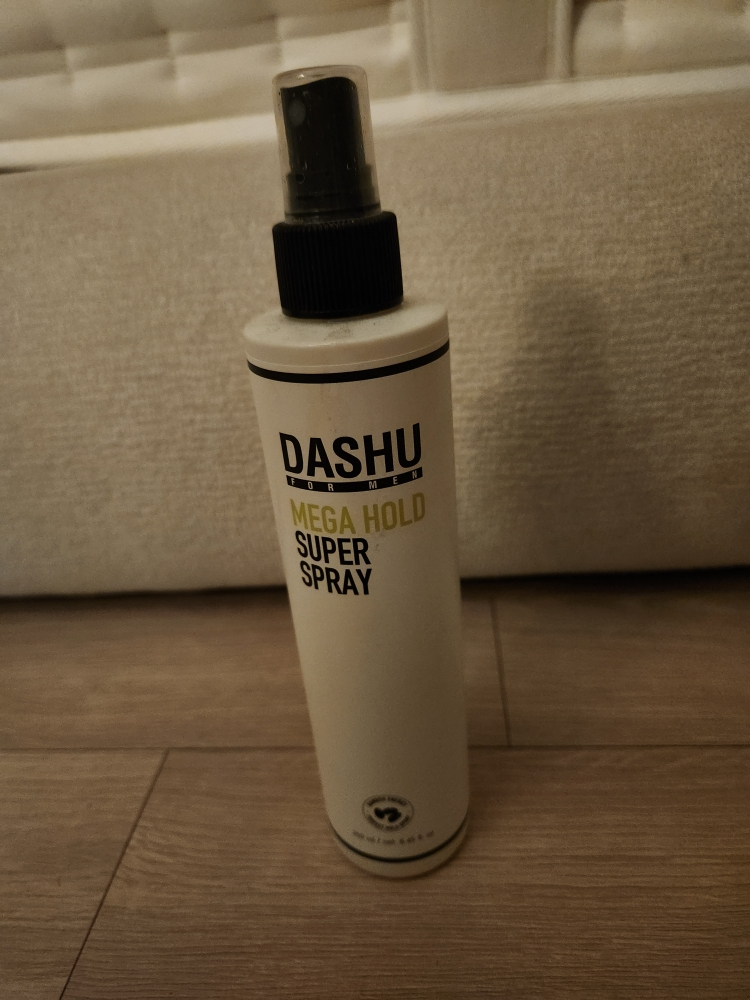 DASHU
FOR MEN
MEGA HOLD
SUPER
SPRAY